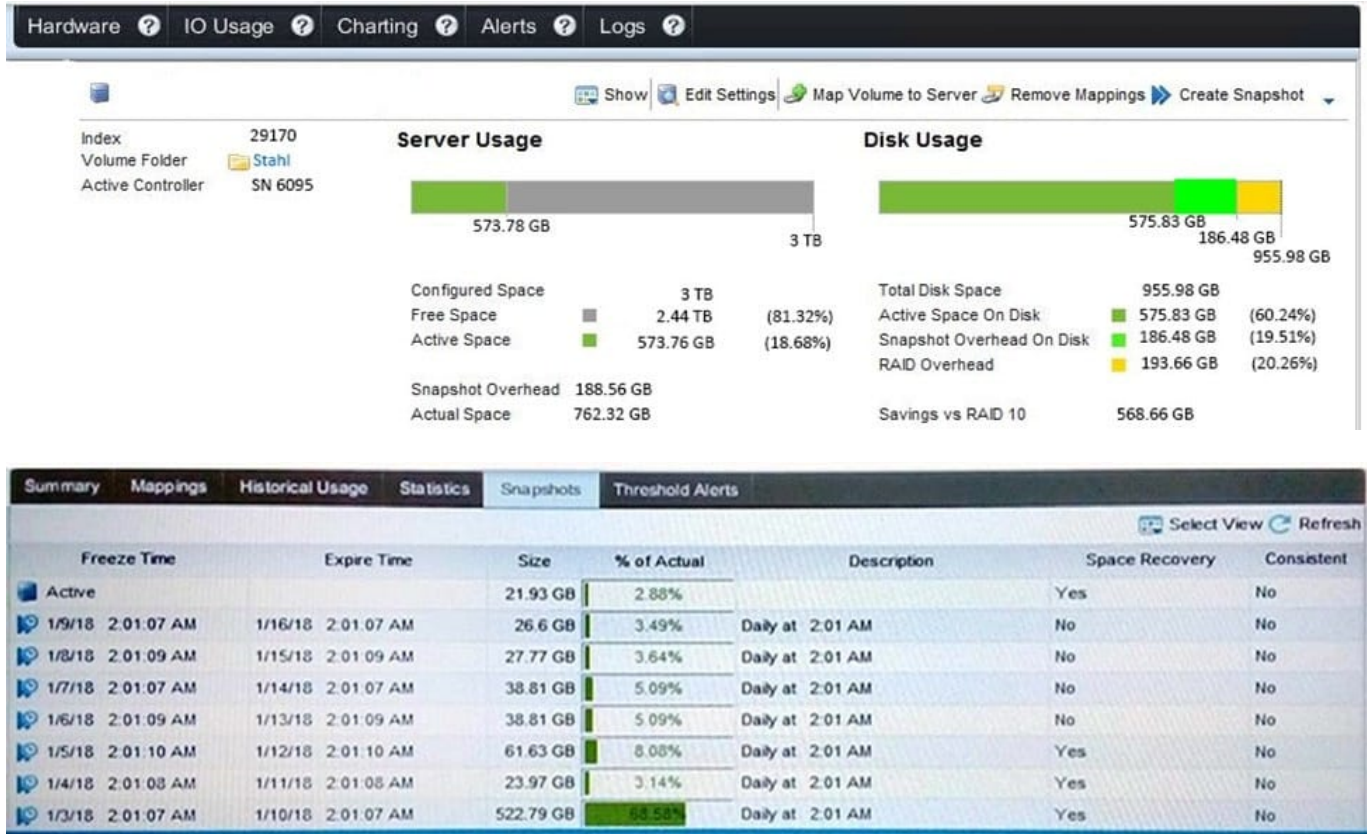 Hardware ? IO Usage ? Charting ? Alerts ? Logs ?
Show Edit Settings Map Volume to Server Remove Mappings Create Snapshot
Index 29170
Volume Folder Stahl
Active Controller SN 6095
Server Usage
573.78 GB
3 TB
Configured Space 3 TB
Free Space 2.44 TB (81.32%)
Active Space 573.76 GB (18.68%)
Snapshot Overhead 188.56 GB
Actual Space 762.32 GB
Disk Usage
575.83 GB
186.48 GB
955.98 GB
Total Disk Space 955.98 GB
Active Space On Disk 575.83 GB (60.24%)
Snapshot Overhead On Disk 186.48 GB (19.51%)
RAID Overhead 193.66 GB (20.26%)
Savings vs RAID 10 568.66 GB
Summary Mappings Historical Usage Statistics Snapshots Threshold Alerts
Select View Refresh
Freeze Time Expire Time Size % of Actual Description Space Recovery Consistent
Active 21.93 GB 2.88% Yes No
1/9/18 2:01:07 AM 1/16/18 2:01:07 AM 26.6 GB 3.49% Daily at 2:01 AM No No
1/8/18 2:01:09 AM 1/15/18 2:01:09 AM 27.77 GB 3.64% Daily at 2:01 AM No No
1/7/18 2:01:07 AM 1/14/18 2:01:07 AM 38.81 GB 5.09% Daily at 2:01 AM No No
1/6/18 2:01:09 AM 1/13/18 2:01:09 AM 38.81 GB 5.09% Daily at 2:01 AM No No
1/5/18 2:01:10 AM 1/12/18 2:01:10 AM 61.63 GB 8.08% Daily at 2:01 AM Yes No
1/4/18 2:01:08 AM 1/11/18 2:01:08 AM 23.97 GB 3.14% Daily at 2:01 AM Yes No
1/3/18 2:01:07 AM 1/10/18 2:01:07 AM 522.79 GB 68.58% Daily at 2:01 AM Yes No